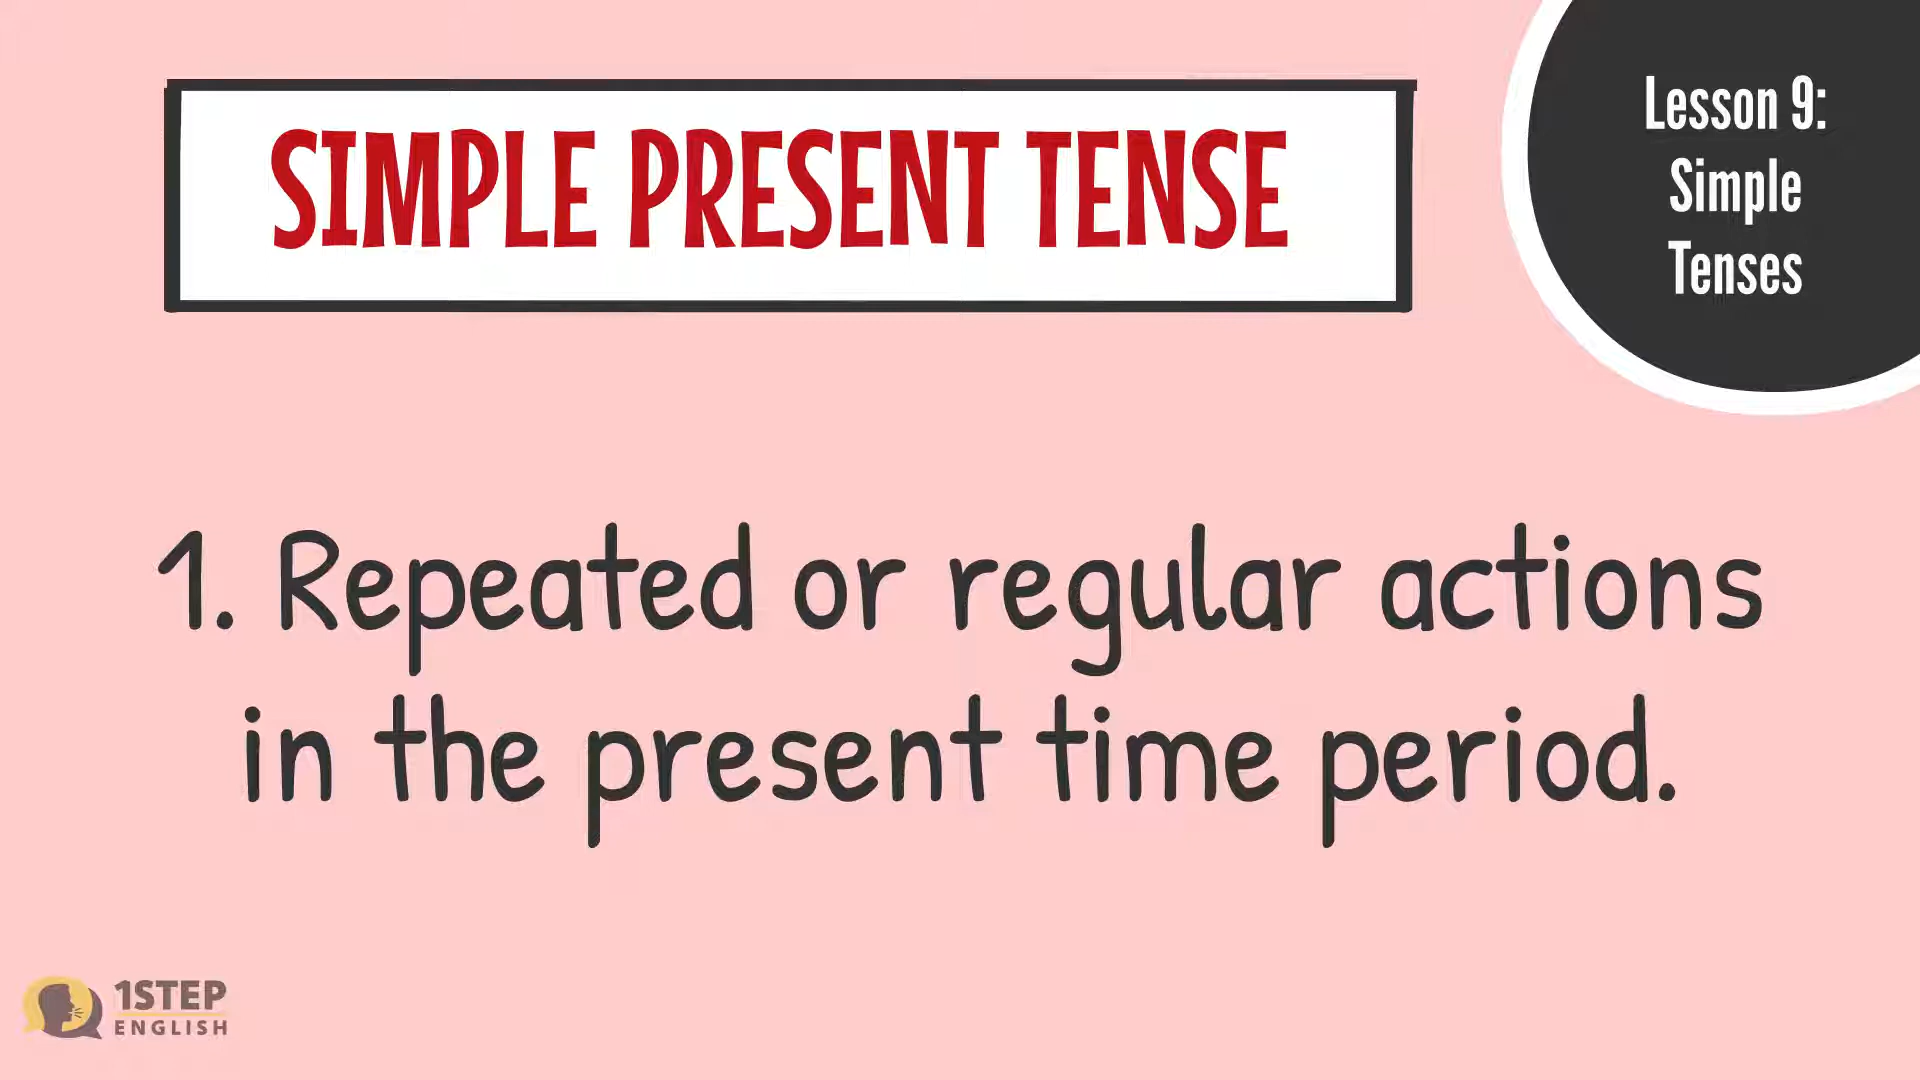 SIMPLE PRESENT TENSE
Lesson 9:
Simple
Tenses
1. Repeated or regular actions
in the present time period.
1STEP
ENGLISH